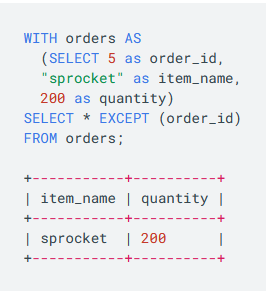 WITH orders AS
  (SELECT 5 as order_id,
  "sprocket" as item_name,
  200 as quantity)
SELECT * EXCEPT (order_id)
FROM orders;

+-----------+----------+
| item_name | quantity |
+-----------+----------+
| sprocket  | 200      |
+-----------+----------+